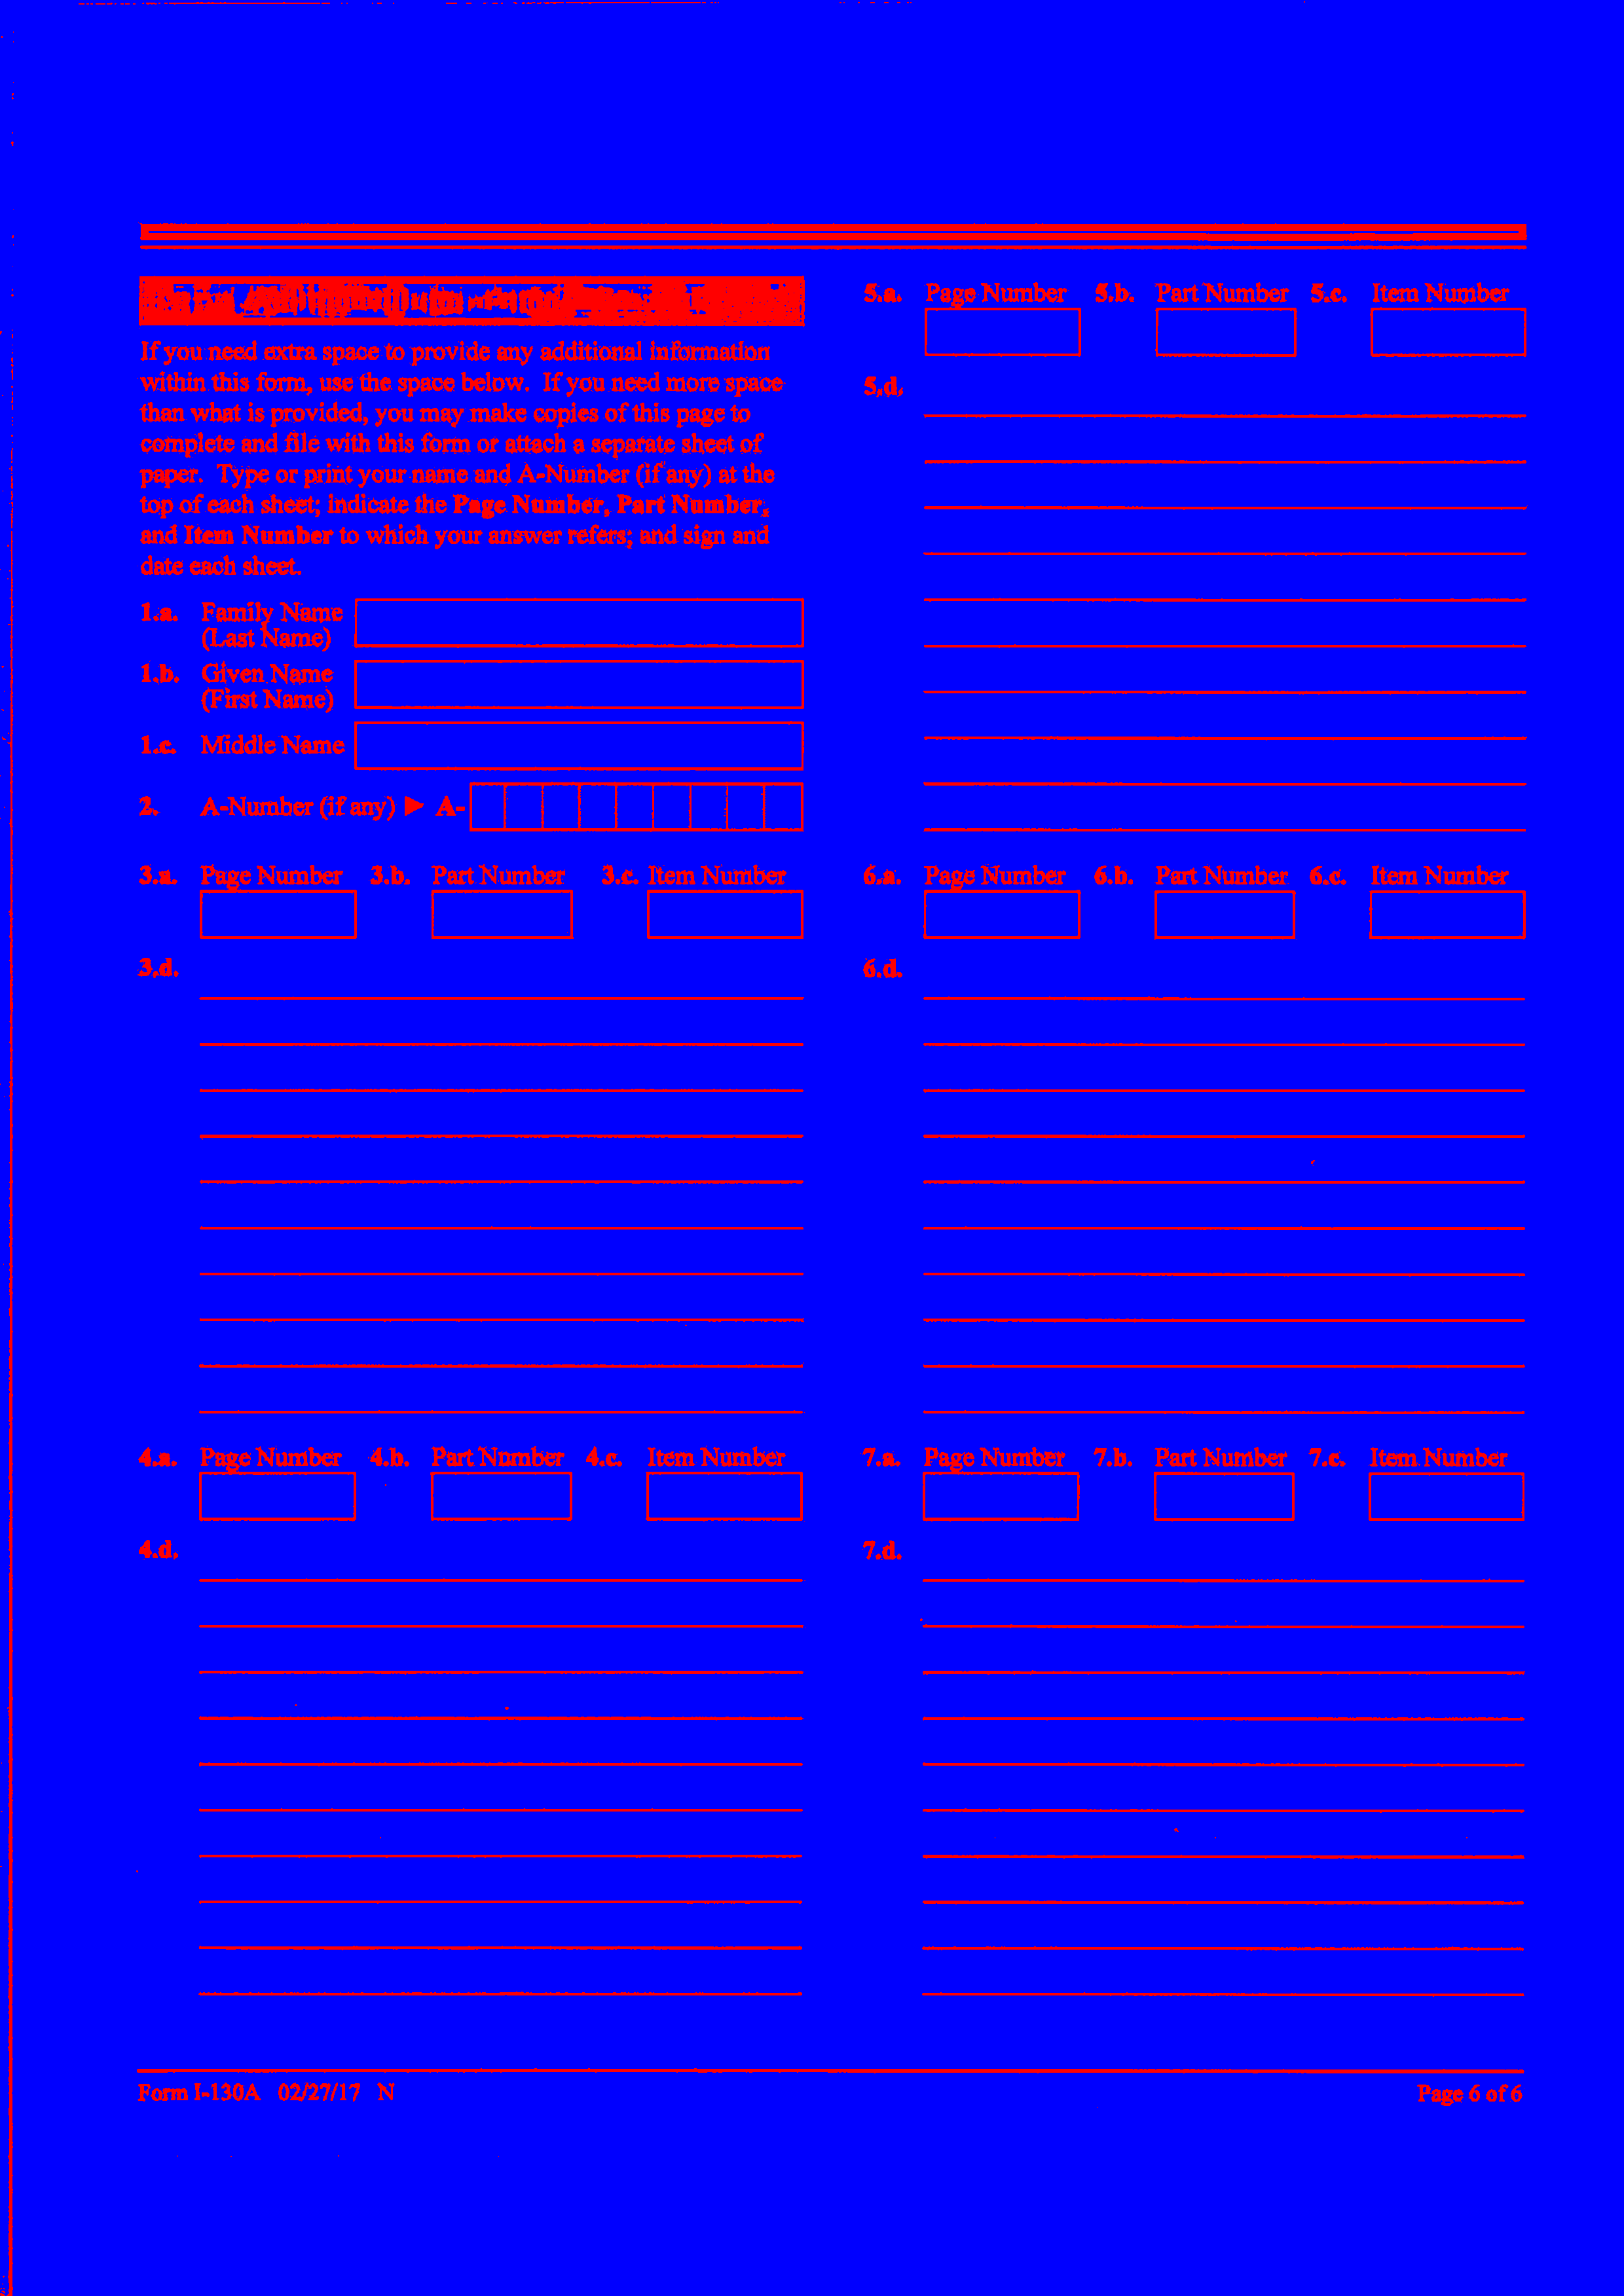 If you need extra space to provide any additional information
within this form, use the space below. If you need more space
than what is provided, you may make copies of this page to
complete and file with this form or attach a separate sheet of
paper. Type or print your name and A-Number (if any) at the
top of each sheet; indicate the Page Number, Part Number,
and Item Number to which your answer refers; and sign and
date each sheet.
1.a. Family Name
(Last Name)
1.b. Given Name
(First Name)
1.c. Middle Name
2. A-Number (if any) ► A-
3.a. Page Number 3.b. Part Number 3.c. Item Number
3.d.
4.a. Page Number 4.b. Part Number 4.c. Item Number
4.d.
5.a. Page Number 5.b. Part Number 5.c. Item Number
5.d.
6.a. Page Number 6.b. Part Number 6.c. Item Number
6.d.
7.a. Page Number 7.b. Part Number 7.c. Item Number
7.d.
Form I-130A 02/27/17 N
Page 6 of 6